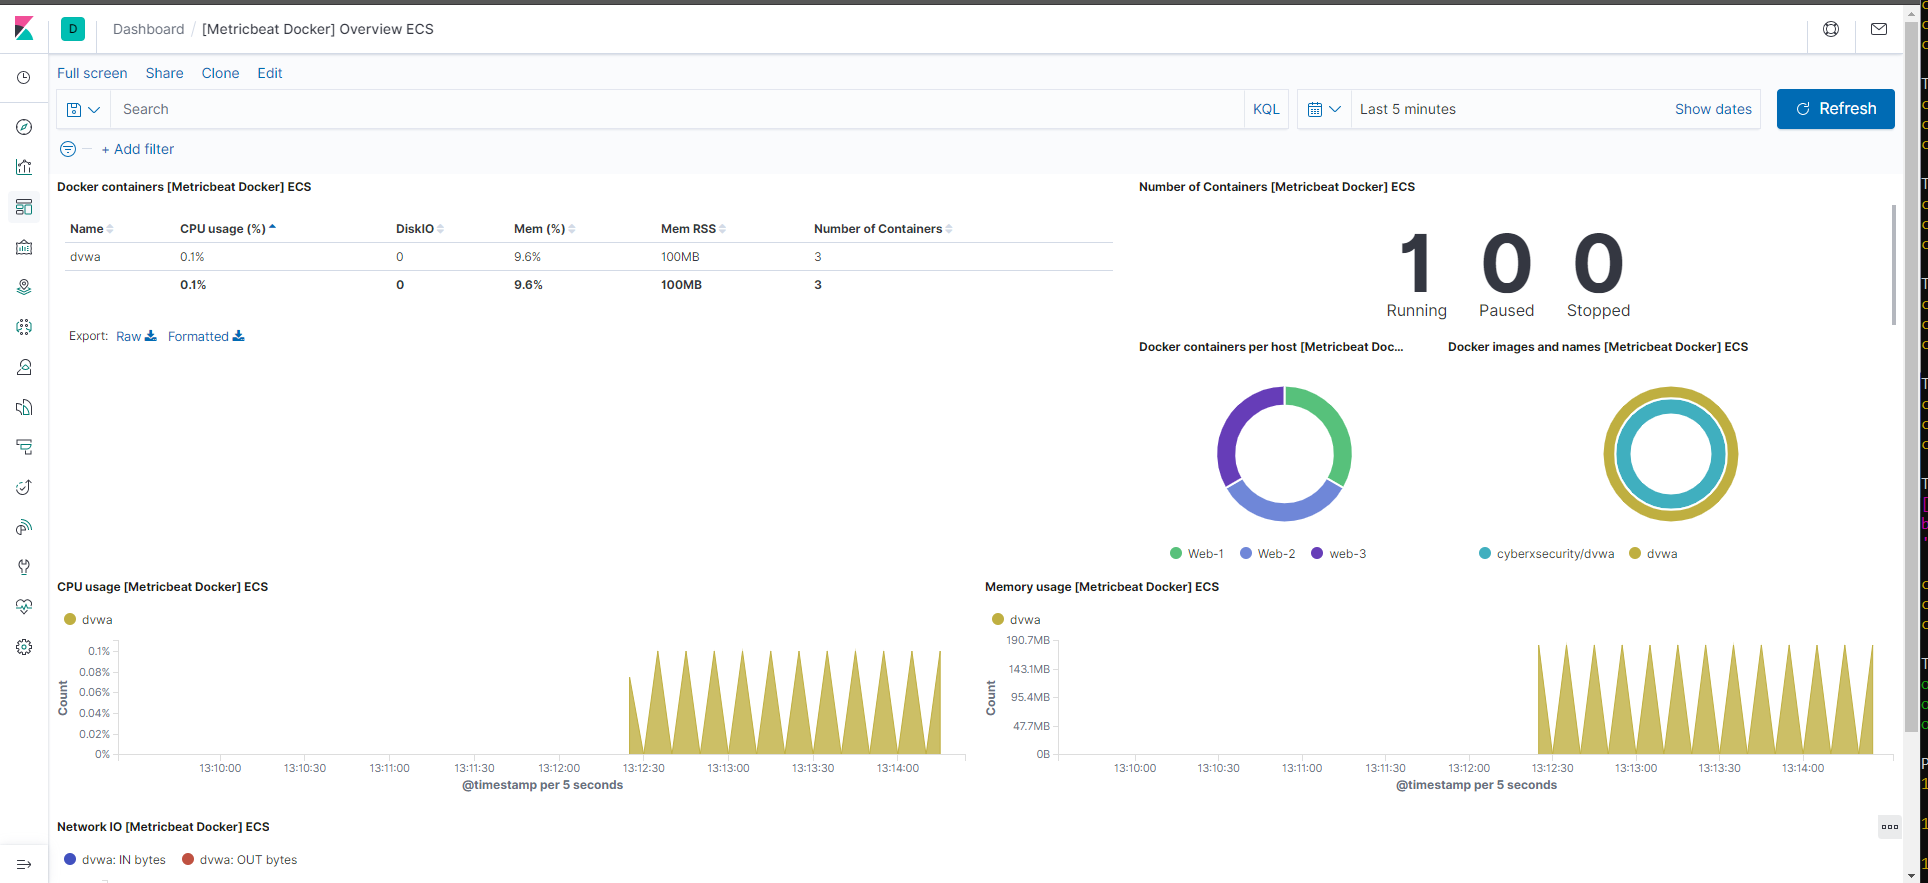 D Dashboard / [Metricbeat Docker] Overview ECS
Full screen Share Clone Edit
Search KQL Last 5 minutes Show dates Refresh
+ Add filter
Docker containers [Metricbeat Docker] ECS
Name CPU usage (%) DiskIO Mem (%) Mem RSS Number of Containers
dvwa 0.1% 0 9.6% 100MB 3
0.1% 0 9.6% 100MB 3
Export: Raw Formatted
Number of Containers [Metricbeat Docker] ECS
1 0 0
Running Paused Stopped
Docker containers per host [Metricbeat Doc...
Web-1 Web-2 web-3
Docker images and names [Metricbeat Docker] ECS
cyberxsecurity/dvwa dvwa
CPU usage [Metricbeat Docker] ECS
dvwa
0.1%
0.08%
0.06%
0.04%
0.02%
0%
Count
13:10:00 13:10:30 13:11:00 13:11:30 13:12:00 13:12:30 13:13:00 13:13:30 13:14:00
@timestamp per 5 seconds
Memory usage [Metricbeat Docker] ECS
dvwa
190.7MB
143.1MB
95.4MB
47.7MB
0B
Count
13:10:00 13:10:30 13:11:00 13:11:30 13:12:00 13:12:30 13:13:00 13:13:30 13:14:00
@timestamp per 5 seconds
Network IO [Metricbeat Docker] ECS
dvwa: IN bytes dvwa: OUT bytes